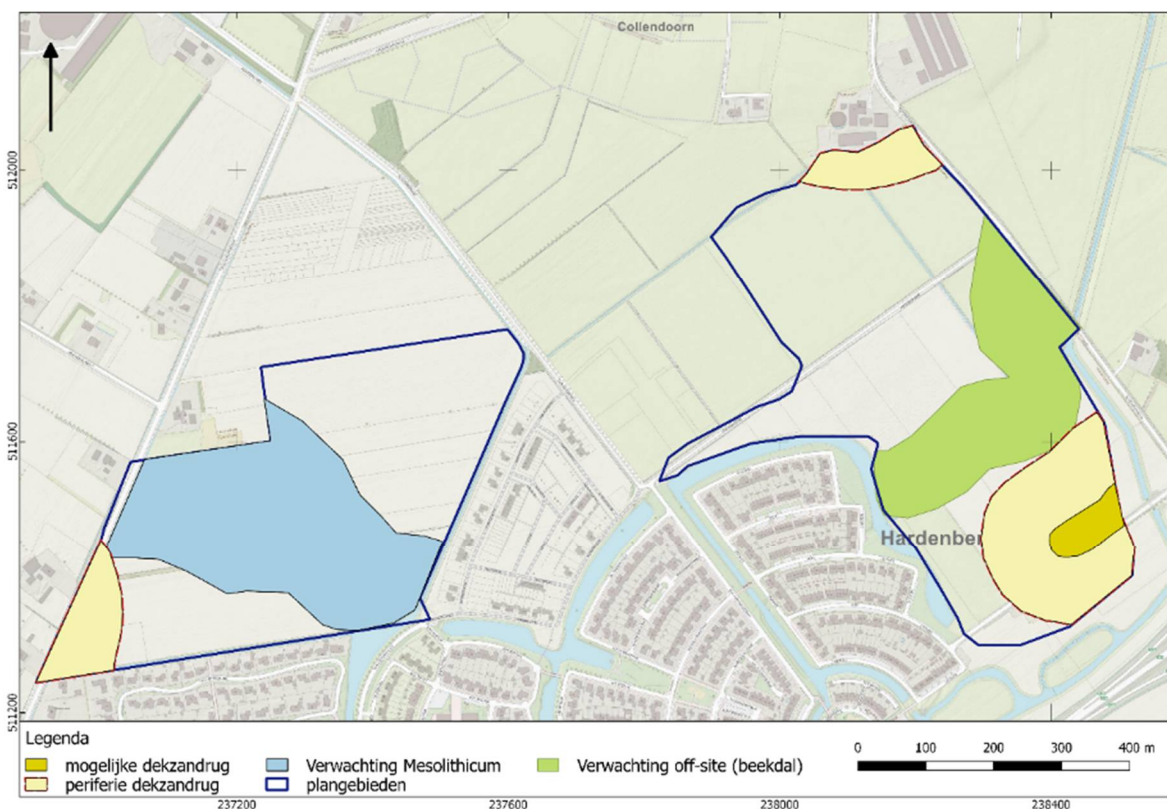 Collendoorn
512000
511600
511200
Hardenber
Legenda
mogelijke dekzandrug
Verwachting Mesolithicum
Verwachting off-site (beekdal)
periferie dekzandrug
plangebieden
0 100 200 300 400 m
237200 237600 238000 238400